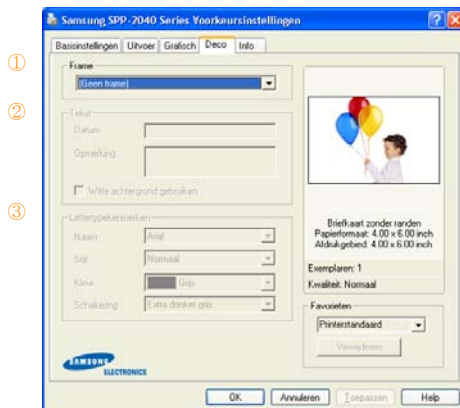 Samsung SPP-2040 Series Voorkeursinstellingen
Basisinstellingen Uitvoer Grafisch Deco Info
① Frame
(Geen frame)
② Tekst
Datum
Opmerking
Witte achtergrond gebruiken
③ Lettertypekenmerken
Naam Arial
Stijl Normaal
Kleur Grijs
Schakering Extra donker grijs
Briefkaart zonder randen
Papierformaat: 4.00 x 6.00 inch
Afdrukgebied: 4.00 x 6.00 inch
Exemplaren: 1
Kwaliteit: Normaal
Favorieten
Printerstandaard
Verwijderen
SAMSUNG
ELECTRONICS
OK Annuleren Toepassen Help